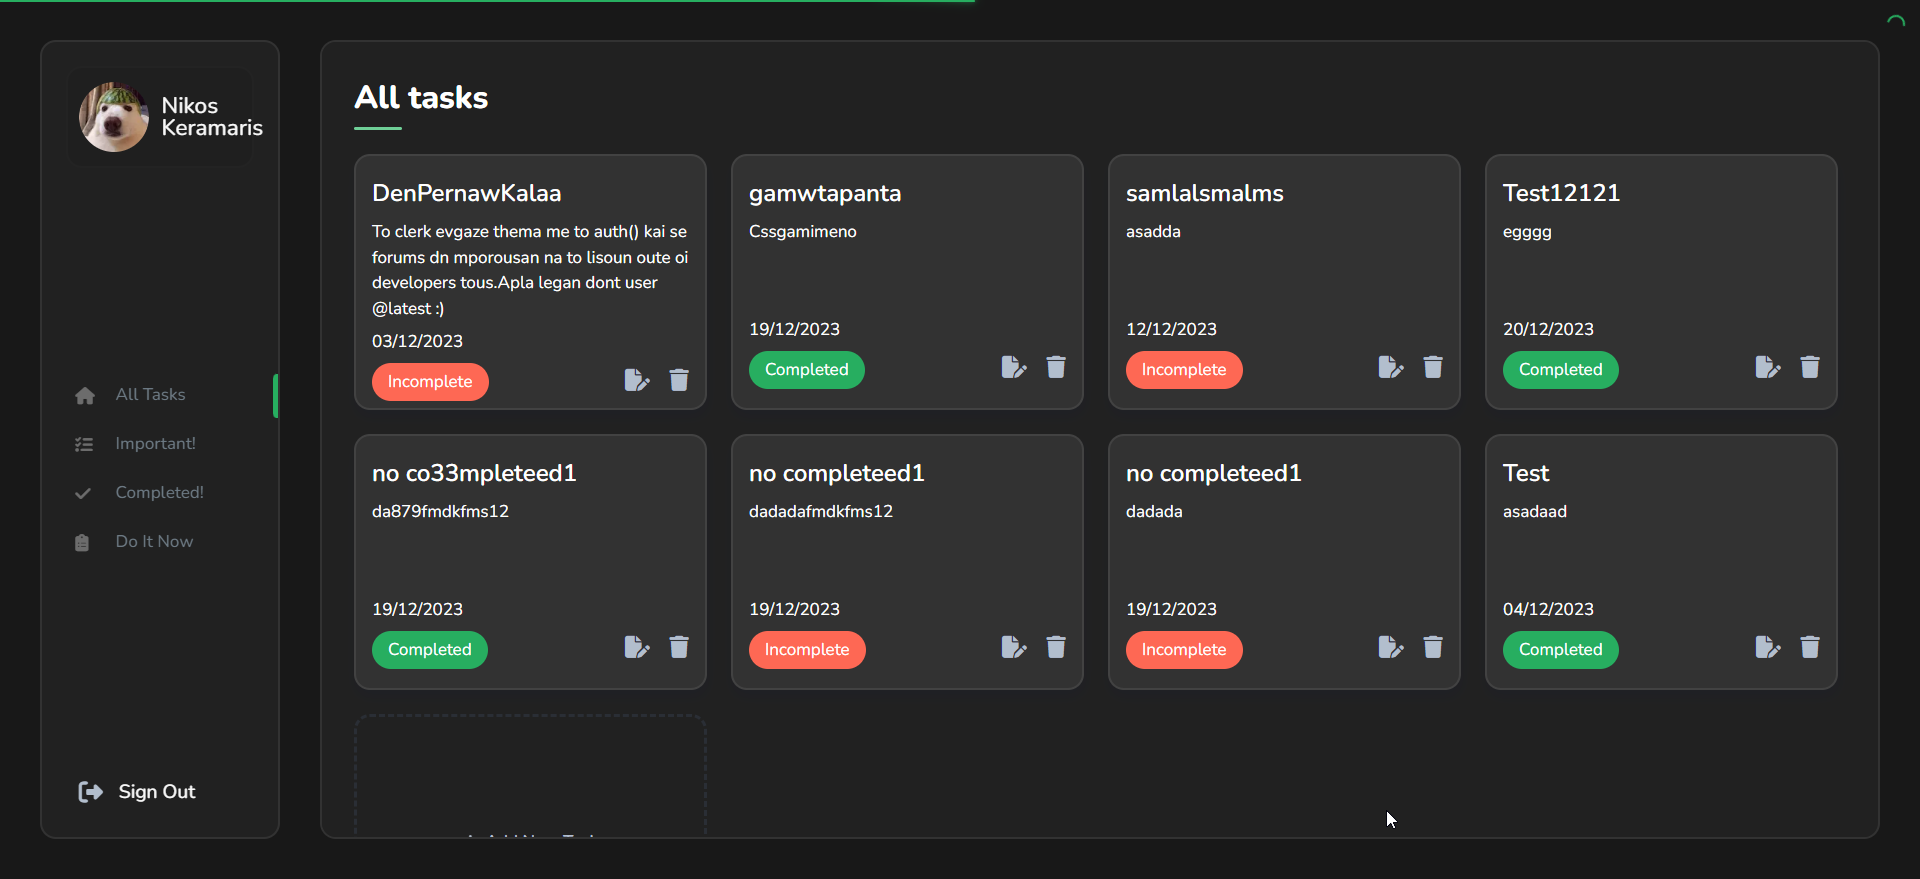 Nikos
Keramaris
All Tasks
Important!
Completed!
Do It Now
Sign Out
All tasks
DenPernawKalaa
To clerk evgaze thema me to auth() kai se
forums dn mporousan na to lisoun oute oi
developers tous.Apla legan dont user
@latest :)
03/12/2023
Incomplete
gamwtapanta
Cssgamimeno
19/12/2023
Completed
samlalsmalms
asadda
12/12/2023
Incomplete
Test12121
egggg
20/12/2023
Completed
no co33mpleteed1
da879fmdkfms12
19/12/2023
Completed
no completeed1
dadadafmdkfms12
19/12/2023
Incomplete
no completeed1
dadada
19/12/2023
Incomplete
Test
asadaad
04/12/2023
Completed